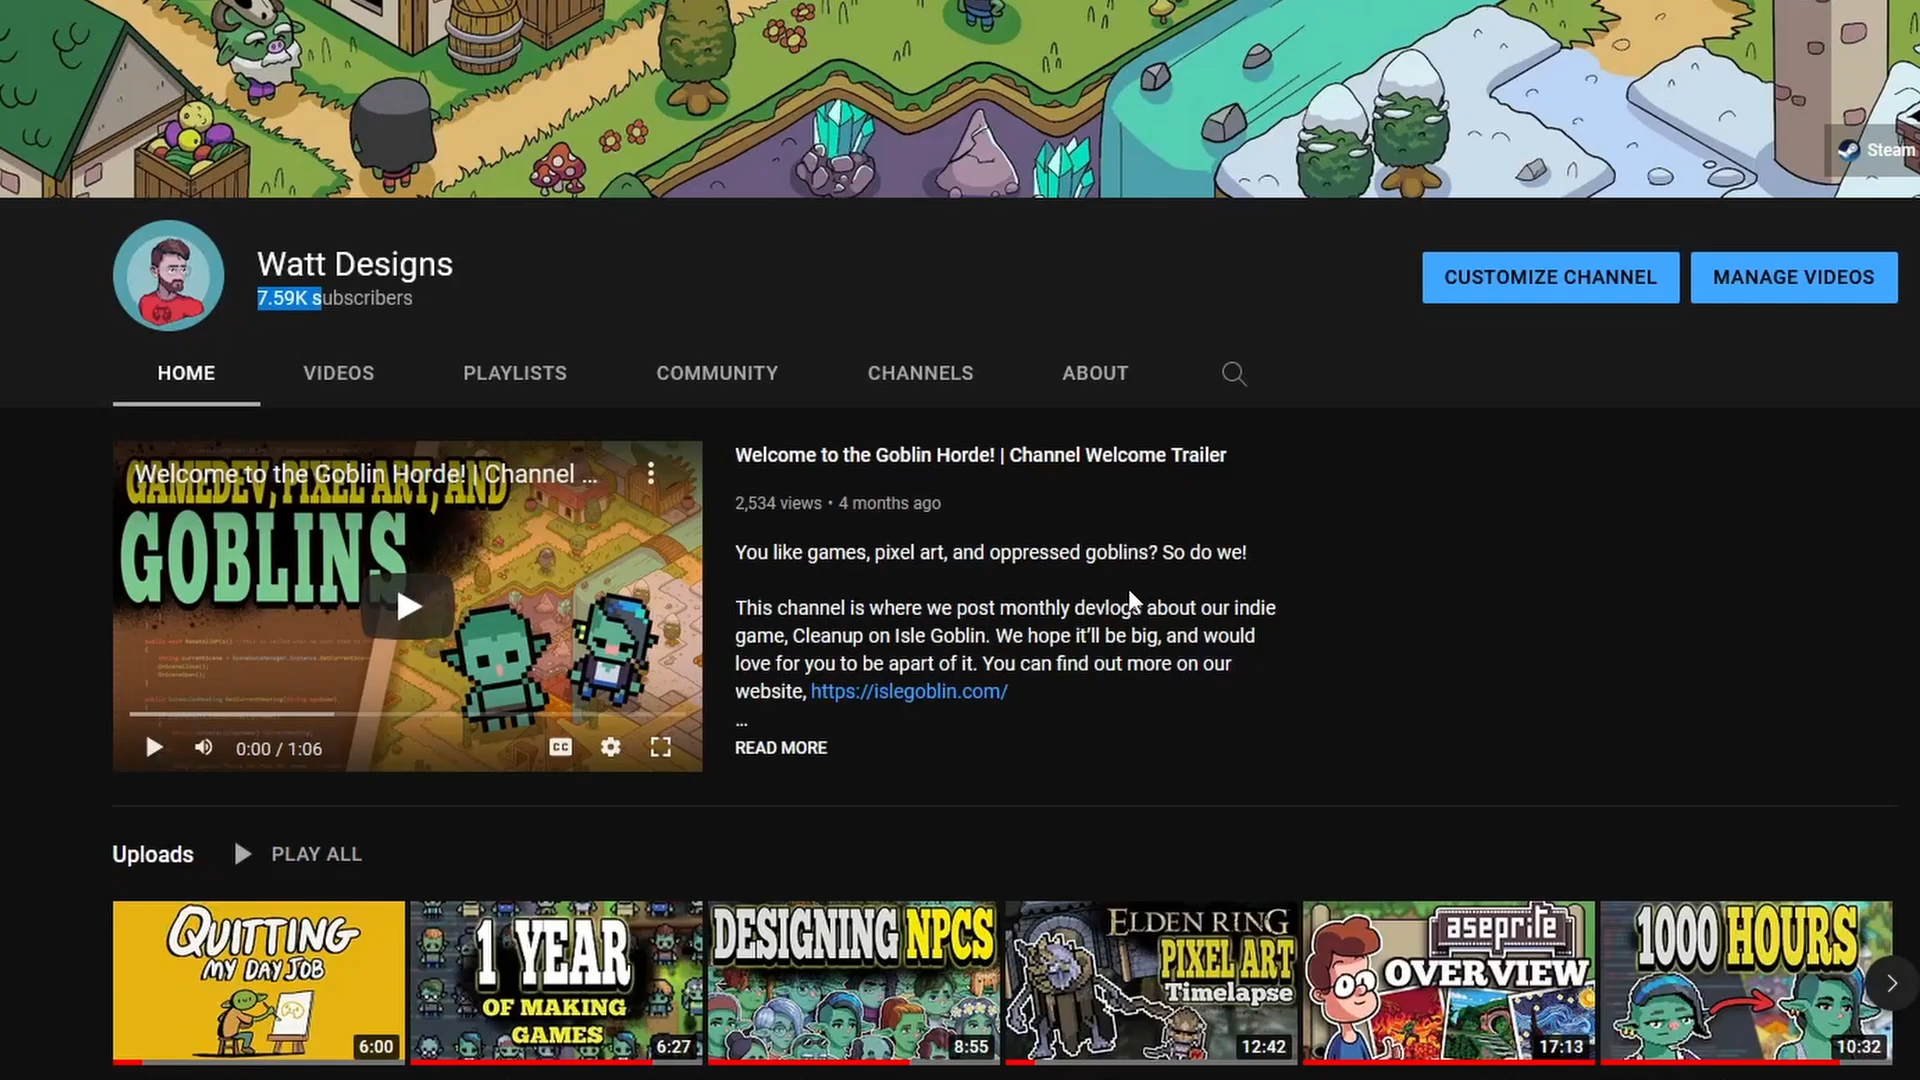 Steam
Watt Designs
7.59K subscribers
CUSTOMIZE CHANNEL
MANAGE VIDEOS
HOME
VIDEOS
PLAYLISTS
COMMUNITY
CHANNELS
ABOUT
Welcome to the Goblin Horde! | Channel ...
GAMEDEV, PIXEL ART, AND
GOBLINS
0:00 / 1:06
CC
Welcome to the Goblin Horde! | Channel Welcome Trailer
2,534 views • 4 months ago
You like games, pixel art, and oppressed goblins? So do we!
This channel is where we post monthly devlogs about our indie
game, Cleanup on Isle Goblin. We hope it'll be big, and would
love for you to be apart of it. You can find out more on our
website, https://islegoblin.com/
...
READ MORE
Uploads
PLAY ALL
QUITTING
MY DAY JOB
6:00
1 YEAR
OF MAKING
GAMES
6:27
DESIGNING NPCS
8:55
ELDEN RING
PIXEL ART
Timelapse
12:42
aseprite
OVERVIEW
17:13
1000 HOURS
10:32